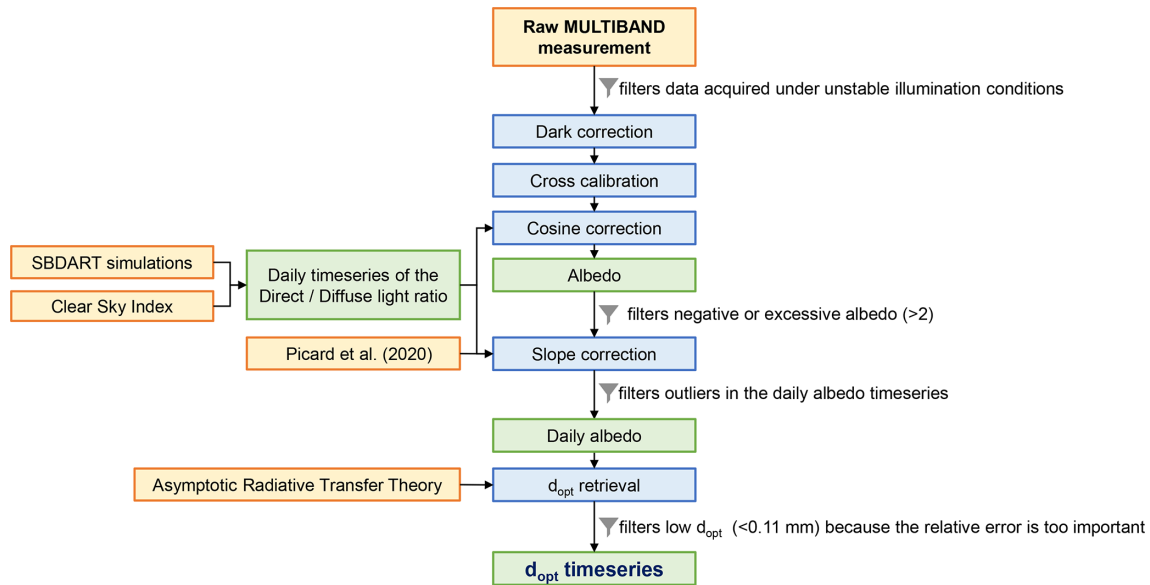 Raw MULTIBAND
measurement
filters data acquired under unstable illumination conditions
Dark correction
Cross calibration
Cosine correction
SBDART simulations
Daily timeseries of the
Direct / Diffuse light ratio
Albedo
Clear Sky Index
filters negative or excessive albedo (>2)
Picard et al. (2020)
Slope correction
filters outliers in the daily albedo timeseries
Daily albedo
Asymptotic Radiative Transfer Theory
dopt retrieval
filters low dopt (<0.11 mm) because the relative error is too important
dopt timeseries